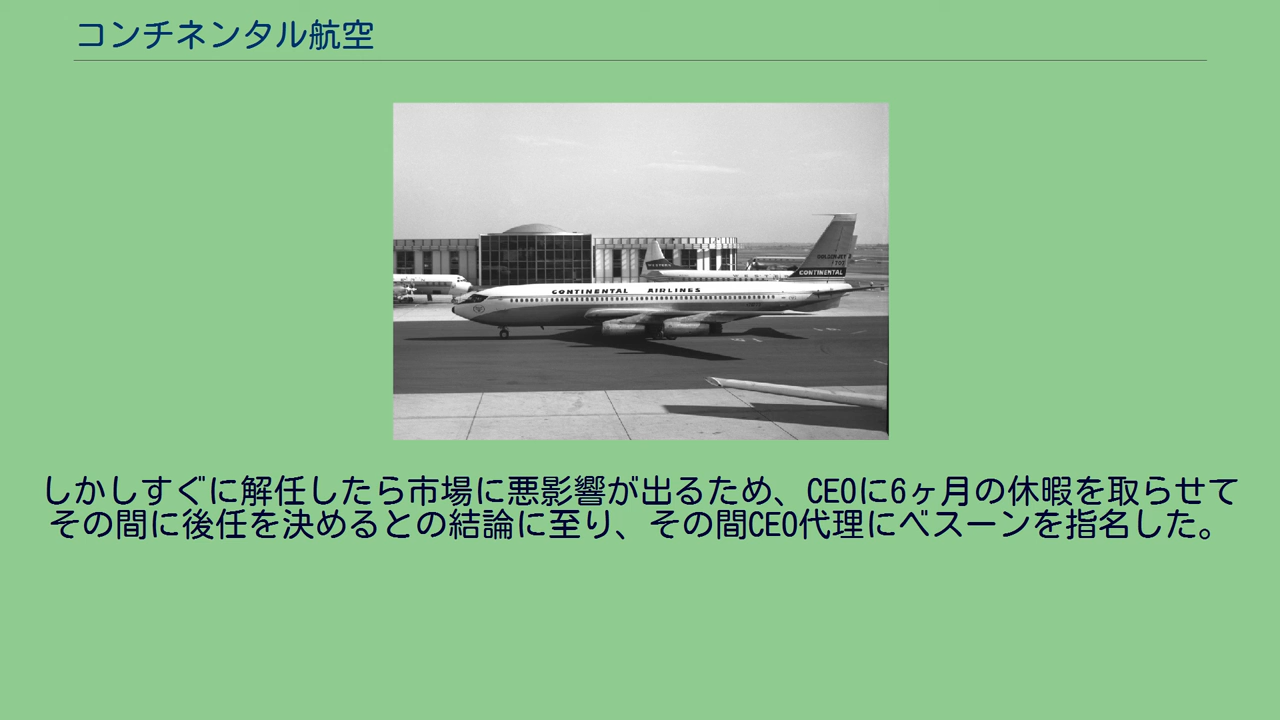 コンチネンタル航空
WESTERN
GOLDEN JET
CONTINENTAL
CONTINENTAL AIRLINES
しかしすぐに解任したら市場に悪影響が出るため、CEOに6ヶ月の休暇を取らせて
その間に後任を決めるとの結論に至り、その間CEO代理にベスーンを指名した。